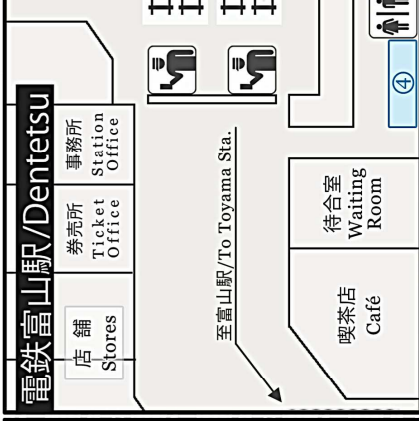 電鉄富山駅/Dentetsu
事務所
Station
Office
券売所
Ticket
Office
店 舗
Stores
至富山駅/To Toyama Sta.
④
待合室
Waiting
Room
喫茶店
Café